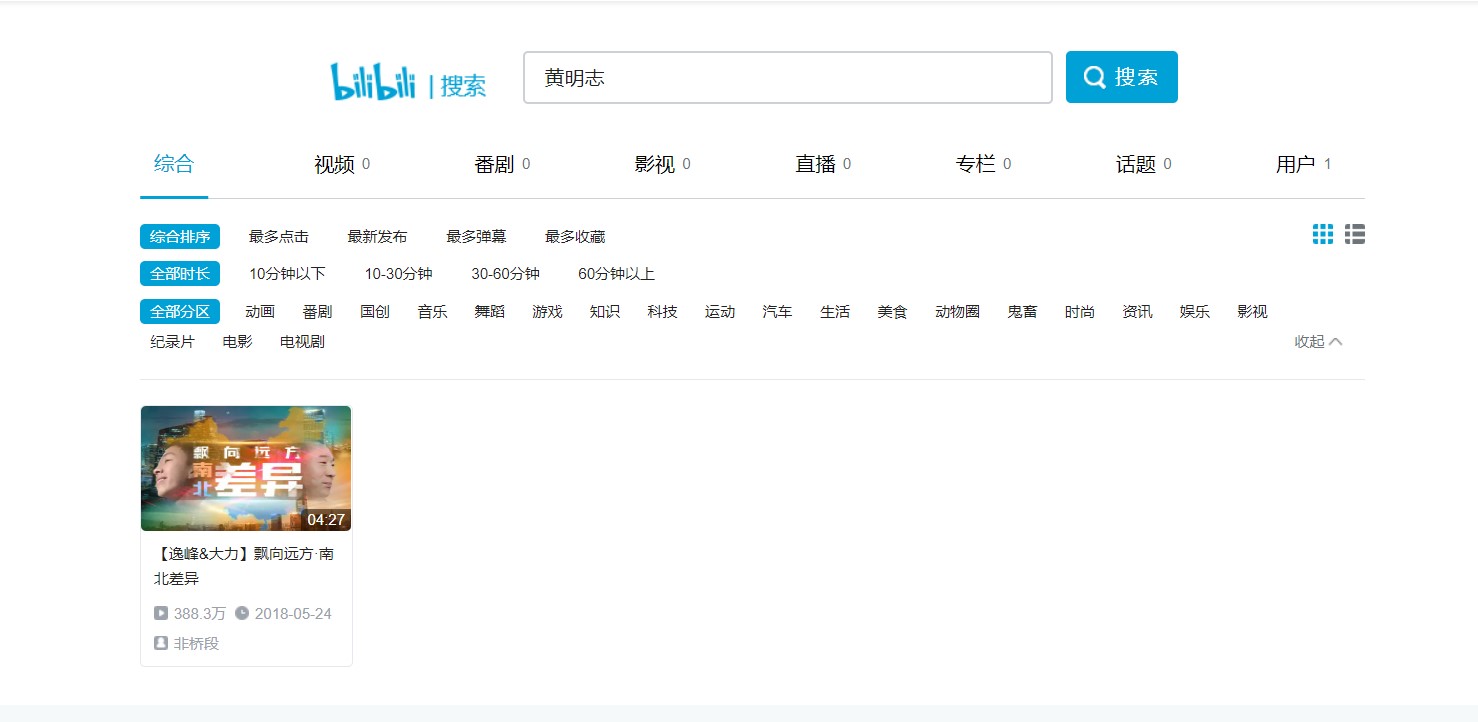 bilibili | 搜索 黄明志 搜索
综合 视频 0 番剧 0 影视 0 直播 0 专栏 0 话题 0 用户 1
综合排序 最多点击 最新发布 最多弹幕 最多收藏
全部时长 10分钟以下 10-30分钟 30-60分钟 60分钟以上
全部分区 动画 番剧 国创 音乐 舞蹈 游戏 知识 科技 运动 汽车 生活 美食 动物圈 鬼畜 时尚 资讯 娱乐 影视
纪录片 电影 电视剧 收起
飘向远方
南北
差异
04:27
【逸峰&大力】飘向远方·南
北差异
388.3万 2018-05-24
非桥段